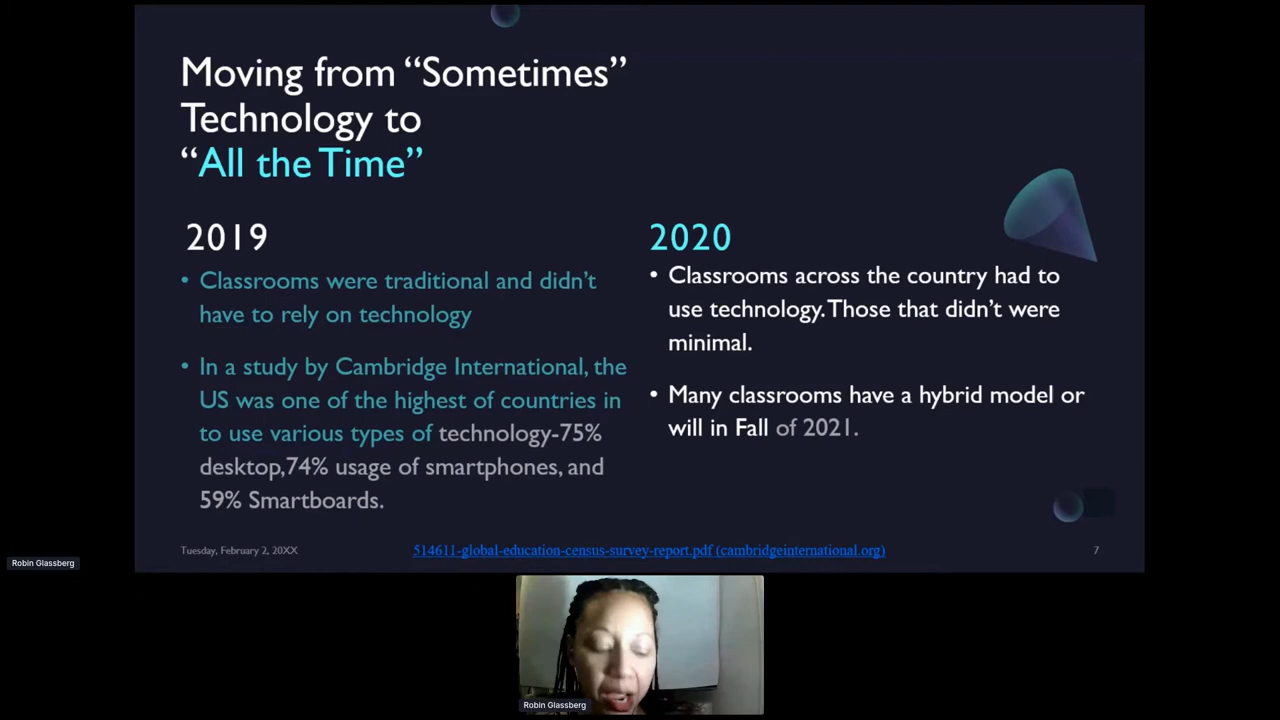 Moving from “Sometimes”
Technology to
“All the Time”
2019
• Classrooms were traditional and didn’t
have to rely on technology
• In a study by Cambridge International, the
US was one of the highest of countries in
to use various types of technology-75%
desktop,74% usage of smartphones, and
59% Smartboards.
2020
• Classrooms across the country had to
use technology. Those that didn’t were
minimal.
• Many classrooms have a hybrid model or
will in Fall of 2021.
Tuesday, February 2, 20XX
514611-global-education-census-survey-report.pdf (cambridgeinternational.org)
7
Robin Glassberg
Robin Glassberg